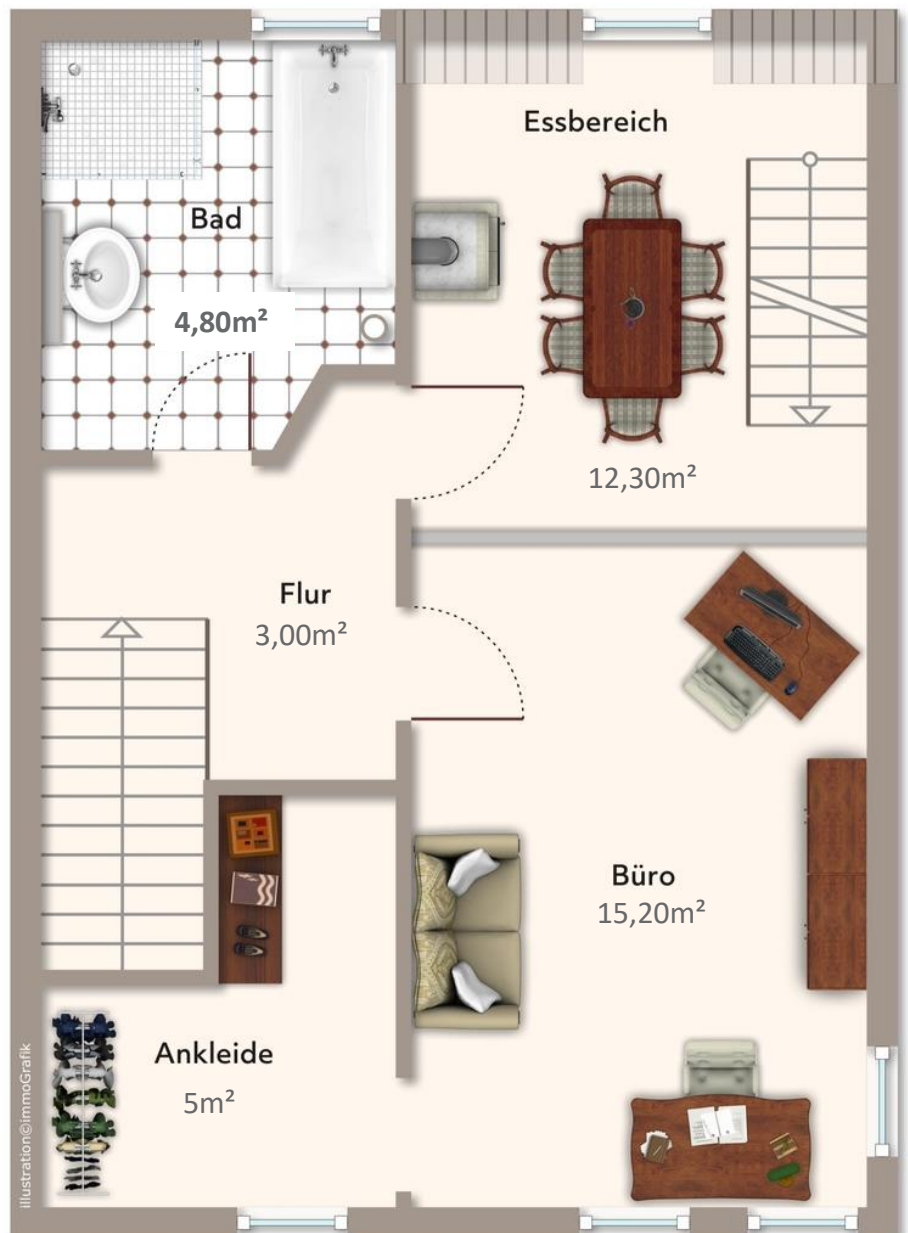 Essbereich
Bad
4,80m²
12,30m²
Flur
3,00m²
Büro
15,20m²
Ankleide
5m²
illustration©immoGrafik